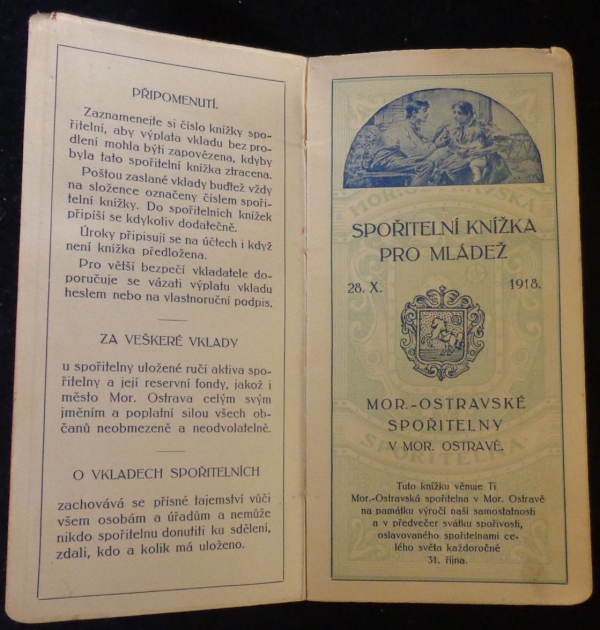 PŘIPOMENUTÍ.
Zaznamenejte si číslo knížky spo-
řitelní, aby výplata vkladu bez pro-
dlení mohla býti zapovězena, kdyby
byla tato spořitelní knížka ztracena.
Poštou zaslané vklady buďtež vždy
na složence označeny číslem spoři-
telní knížky. Do spořitelních knížek
připíší se kdykoliv dodatečně.
Úroky připisují se na účtech i když
není knížka předložena.
Pro větší bezpečí vkladatele do-
poručuje se vázati výplatu vkladu
heslem nebo na vlastnoruční podpis.
ZA VEŠKERÉ VKLADY
u spořitelny uložené ručí aktiva spo-
řitelny a její reservní fondy, jakož i
město Mor. Ostrava celým svým
jměním a poplatní silou všech ob-
čanů neobmezeně a neodvolatelně.
O VKLADECH SPOŘITELNÍCH
zachovává se přísné tajemství vůči
všem osobám a úřadům a nemůže
nikdo spořitelnu donutiti ku sdělení,
zdali, kdo a kolik má uloženo.
MOR.-OSTRAVSKÁ
SPOŘITELNÍ KNÍŽKA
PRO MLÁDEŽ
28. X. 1918.
MOR.-OSTRAVSKÉ
SPOŘITELNY
SPOŘITELNA
V MOR. OSTRAVĚ.
Tuto knížku věnuje Ti
Mor.-Ostravská spořitelna v Mor. Ostravě
na památku výročí naší samostatnosti
a v předvečer svátku spořivosti,
oslavovaného spořitelnami ce-
lého světa každoročně
31. října.